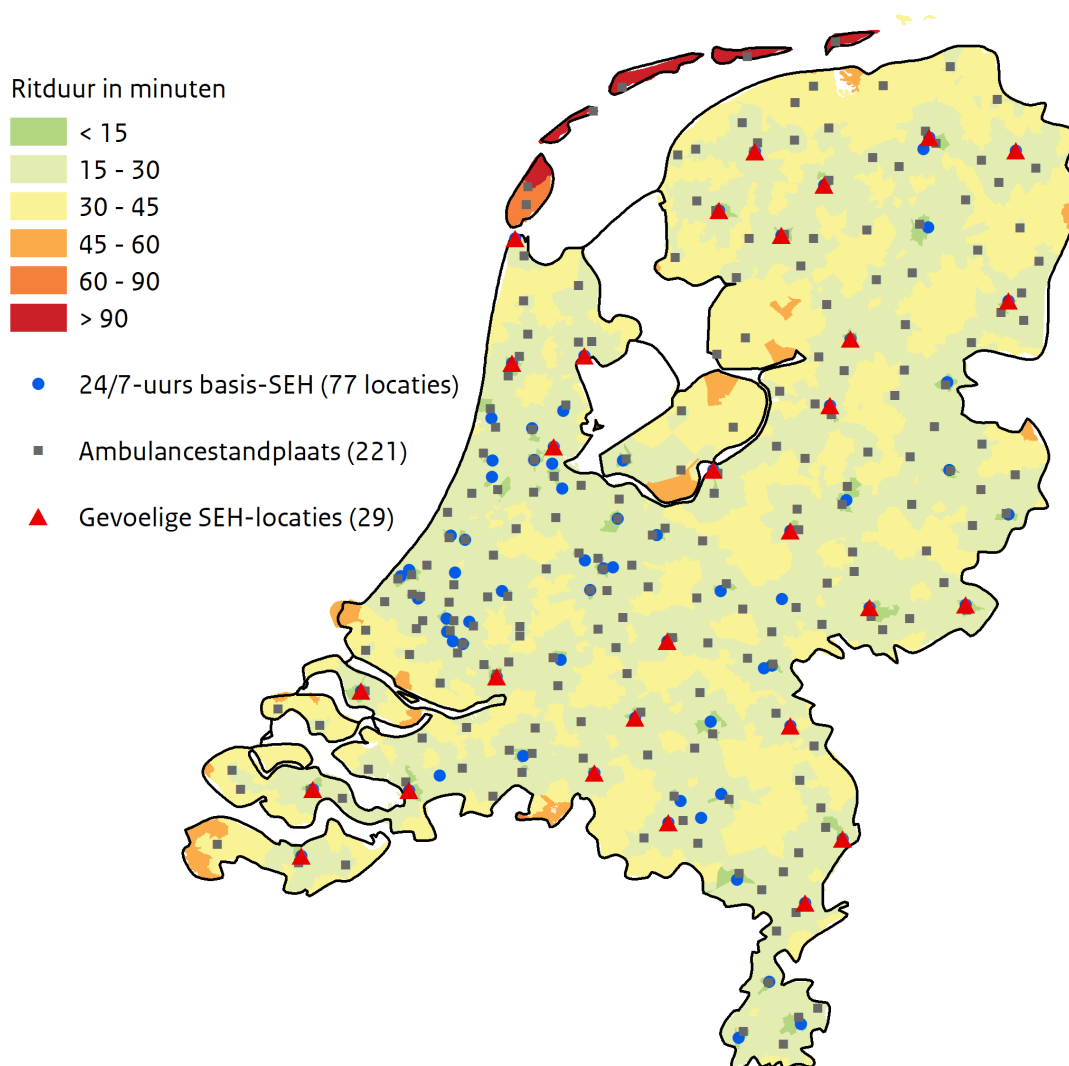 Ritduur in minuten
< 15
15 - 30
30 - 45
45 - 60
60 - 90
> 90
24/7-uurs basis-SEH (77 locaties)
Ambulancestandplaats (221)
Gevoelige SEH-locaties (29)